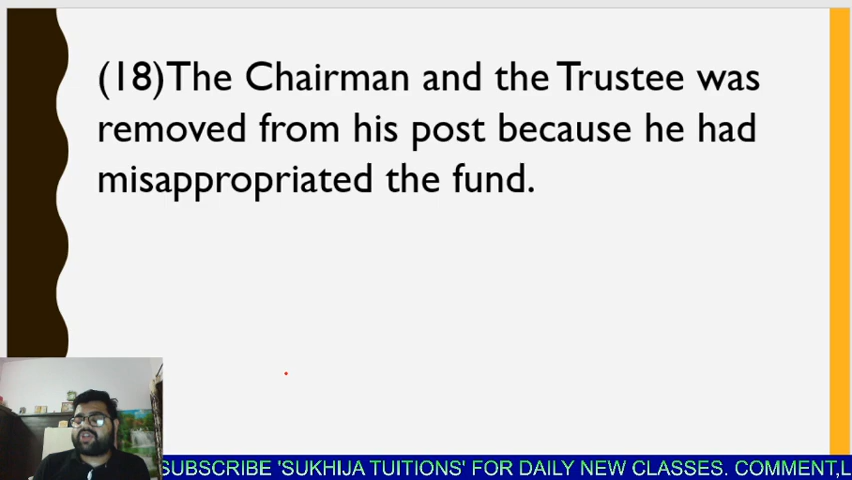 (18)The Chairman and the Trustee was
removed from his post because he had
misappropriated the fund.
SUBSCRIBE 'SUKHIJA TUITIONS' FOR DAILY NEW CLASSES. COMMENT,L